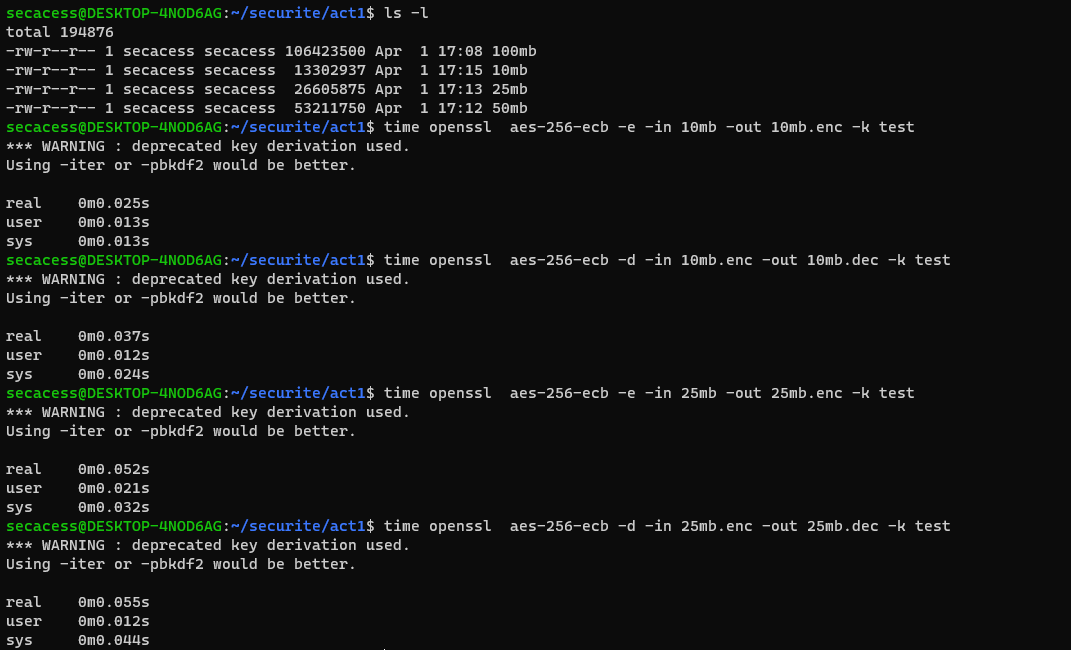 secacess@DESKTOP-4NOD6AG:~/securite/act1$ ls -l
total 194876
-rw-r--r-- 1 secacess secacess 106423500 Apr  1 17:08 100mb
-rw-r--r-- 1 secacess secacess  13302937 Apr  1 17:15 10mb
-rw-r--r-- 1 secacess secacess  26605875 Apr  1 17:13 25mb
-rw-r--r-- 1 secacess secacess  53211750 Apr  1 17:12 50mb
secacess@DESKTOP-4NOD6AG:~/securite/act1$ time openssl  aes-256-ecb -e -in 10mb -out 10mb.enc -k test
*** WARNING : deprecated key derivation used.
Using -iter or -pbkdf2 would be better.
real    0m0.025s
user    0m0.013s
sys     0m0.013s
secacess@DESKTOP-4NOD6AG:~/securite/act1$ time openssl  aes-256-ecb -d -in 10mb.enc -out 10mb.dec -k test
*** WARNING : deprecated key derivation used.
Using -iter or -pbkdf2 would be better.
real    0m0.037s
user    0m0.012s
sys     0m0.024s
secacess@DESKTOP-4NOD6AG:~/securite/act1$ time openssl  aes-256-ecb -e -in 25mb -out 25mb.enc -k test
*** WARNING : deprecated key derivation used.
Using -iter or -pbkdf2 would be better.
real    0m0.052s
user    0m0.021s
sys     0m0.032s
secacess@DESKTOP-4NOD6AG:~/securite/act1$ time openssl  aes-256-ecb -d -in 25mb.enc -out 25mb.dec -k test
*** WARNING : deprecated key derivation used.
Using -iter or -pbkdf2 would be better.
real    0m0.055s
user    0m0.012s
sys     0m0.044s